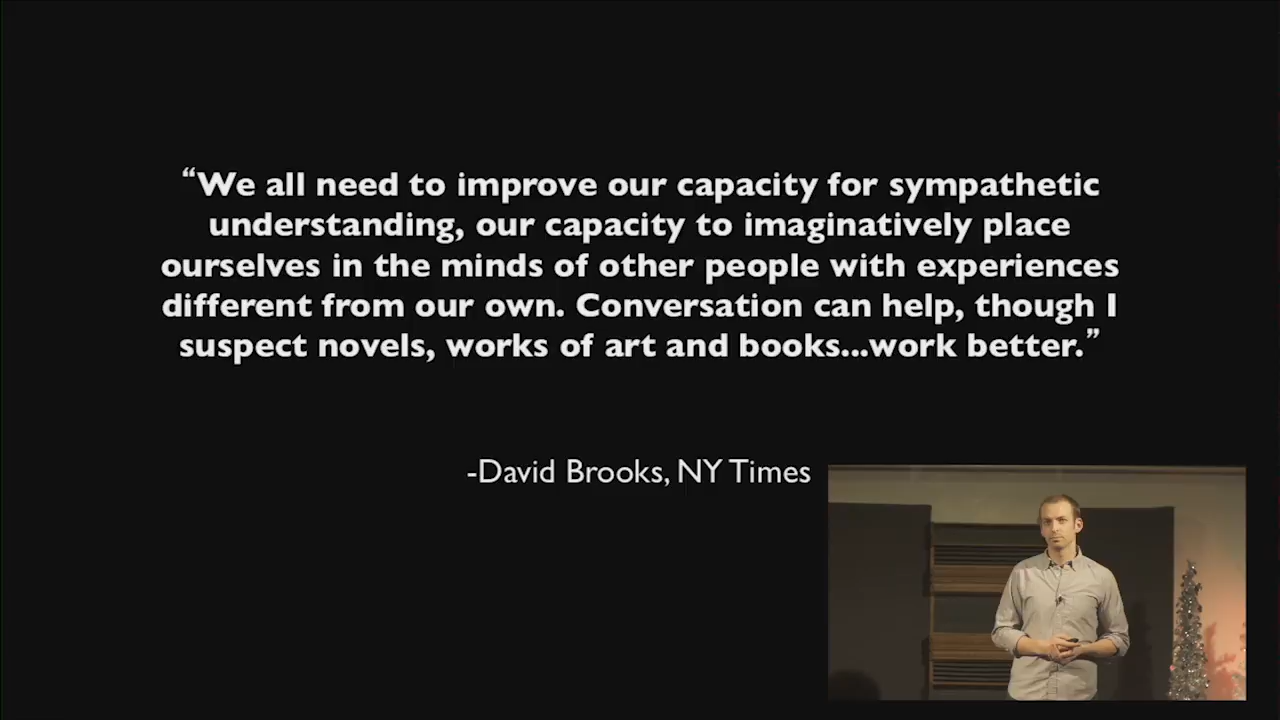 “We all need to improve our capacity for sympathetic
understanding, our capacity to imaginatively place
ourselves in the minds of other people with experiences
different from our own. Conversation can help, though I
suspect novels, works of art and books...work better.”
-David Brooks, NY Times